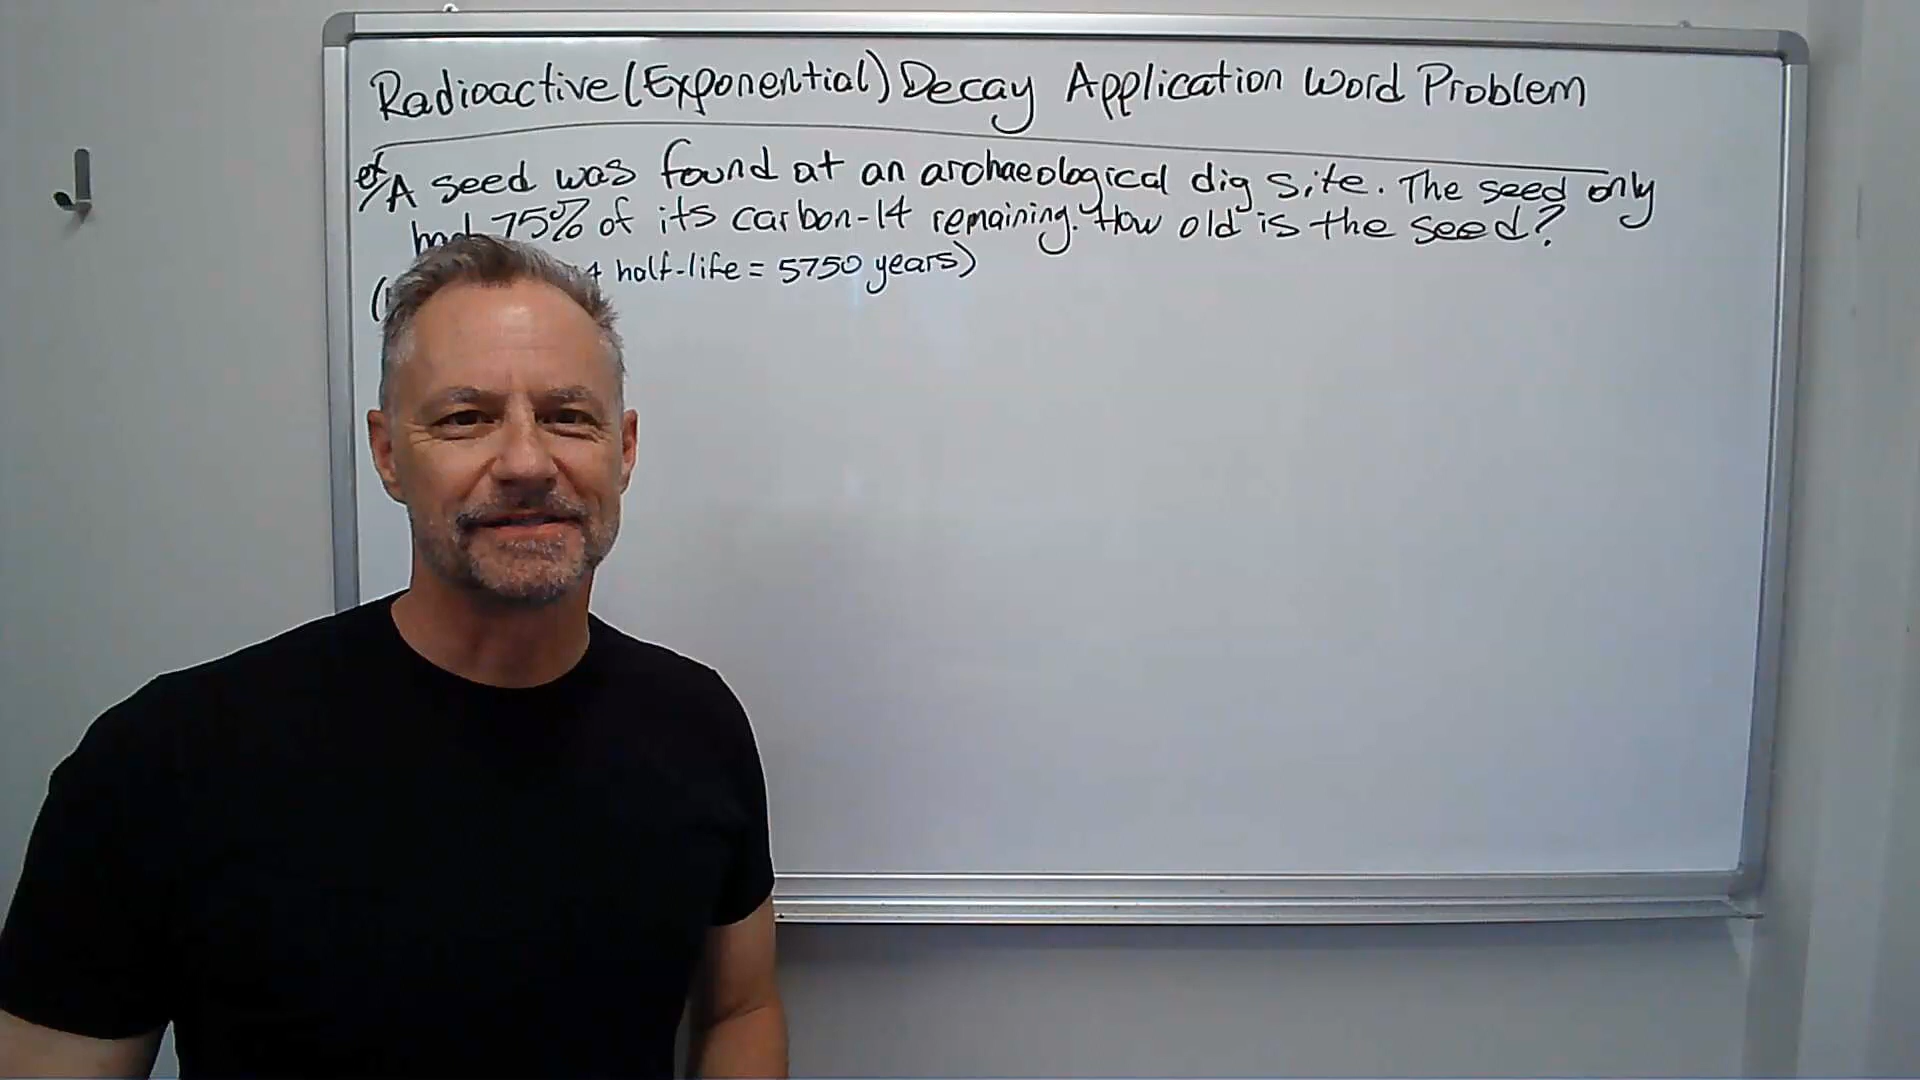 Radioactive (Exponential) Decay Application Word Problem
ex/ A seed was found at an archaeological dig site. The seed only
had 75% of its carbon-14 remaining. How old is the seed?
4 half-life = 5750 years)